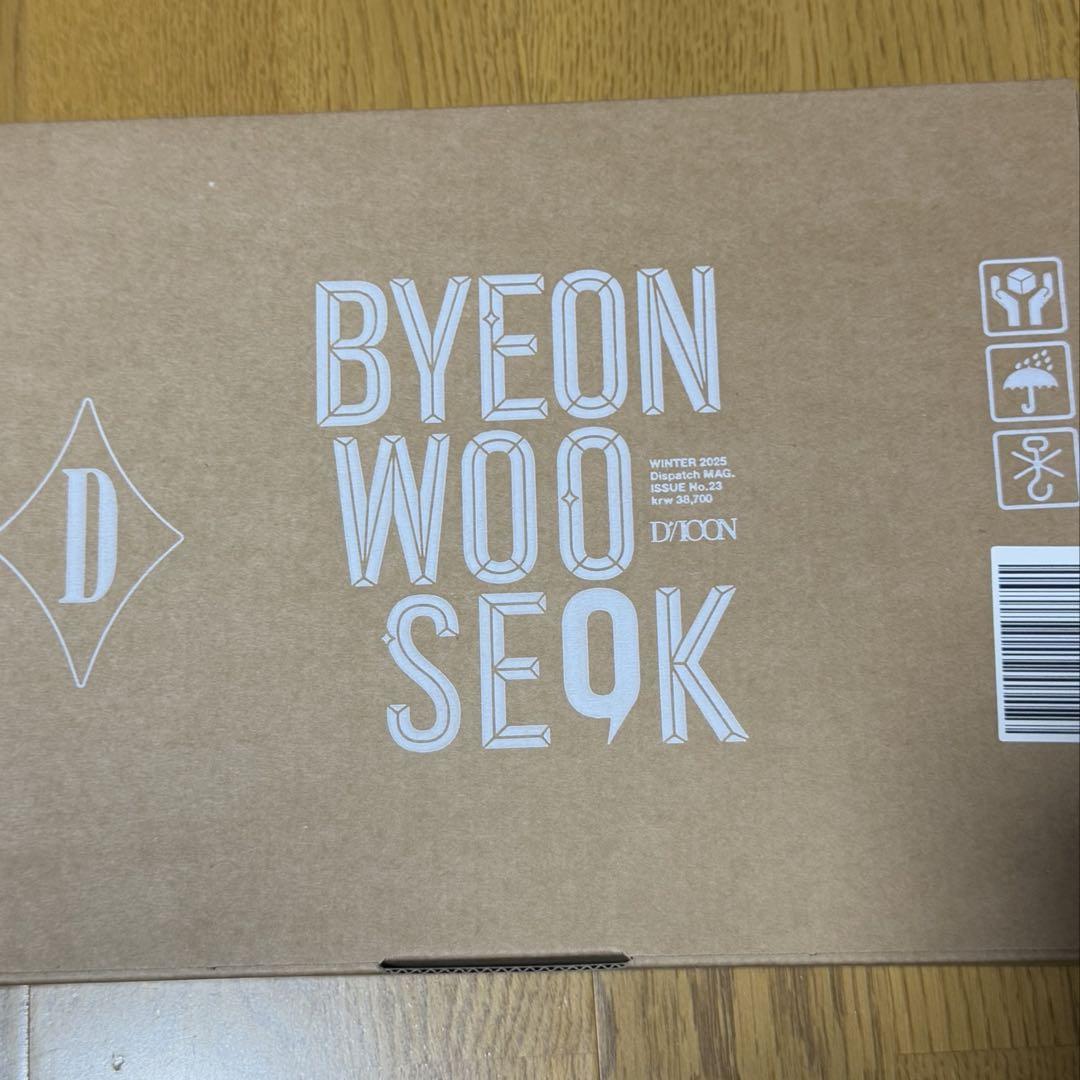 D
BYEON
WOO
SEOK
WINTER 2025
Dispatch MAG.
ISSUE No.23
krw 38,700
D'/ICON